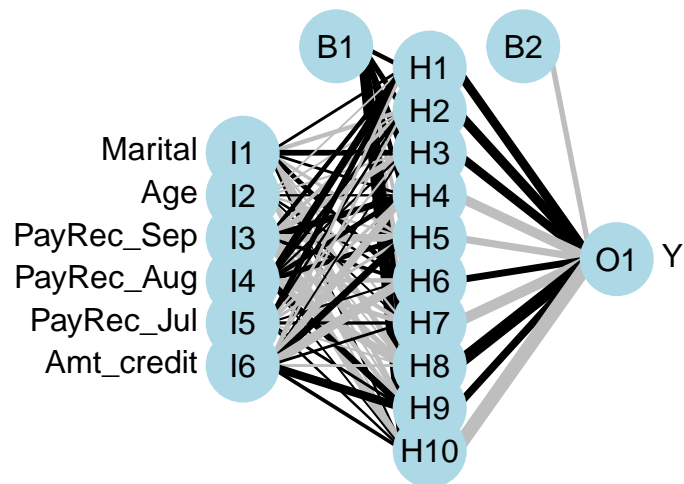 B1
B2
H1
H2
H3
H4
H5
H6
H7
H8
H9
H10
Marital I1
Age I2
PayRec_Sep I3
PayRec_Aug I4
PayRec_Jul I5
Amt_credit I6
O1 Y